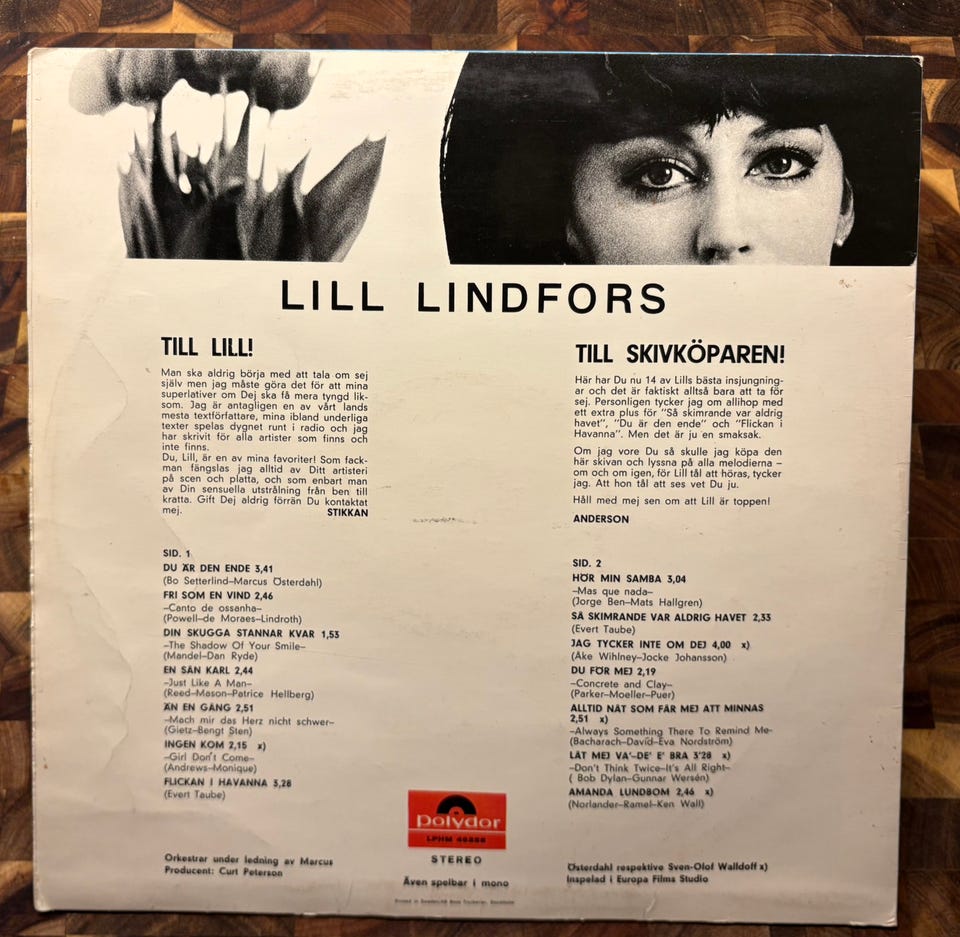 LILL LINDFORS
TILL LILL!
Man ska aldrig börja med att tala om sej
själv men jag måste göra det för att mina
superlativer om Dej ska få mera tyngd lik-
som. Jag är antagligen en av vårt lands
mesta textförfattare, mina ibland underliga
texter spelas dygnet runt i radio och jag
har skrivit för alla artister som finns och
inte finns.
Du, Lill, är en av mina favoriter! Som fack-
man fängslas jag alltid av Ditt artisteri
på scen och platta, och som enbart man
av Din sensuella utstrålning från ben till
kratta. Gift Dej aldrig förrän Du kontaktat
mej. STIKKAN
TILL SKIVKÖPAREN!
Här har Du nu 14 av Lills bästa insjungning-
ar och det är faktiskt alltså bara att ta för
sej. Personligen tycker jag om allihop med
ett extra plus för "Så skimrande var aldrig
havet", "Du är den ende" och "Flickan i
Havanna". Men det är ju en smaksak.
Om jag vore Du så skulle jag köpa den
här skivan och lyssna på alla melodierna –
om och om igen, för Lill tål att höras, tycker
jag. Att hon tål att ses vet Du ju.
Håll med mej sen om att Lill är toppen!
ANDERSON
SID. 1
DU ÄR DEN ENDE 3,41
(Bo Setterlind–Marcus Österdahl)
FRI SOM EN VIND 2,46
–Canto de ossanha–
(Powell–de Moraes–Lindroth)
DIN SKUGGA STANNAR KVAR 1,53
–The Shadow Of Your Smile–
(Mandel–Dan Ryde)
EN SÅN KARL 2,44
–Just Like A Man–
(Reed–Mason–Patrice Hellberg)
ÄN EN GÅNG 2,51
–Mach mir das Herz nicht schwer–
(Gietz–Bengt Sten)
INGEN KOM 2,15 x)
–Girl Don't Come–
(Andrews–Monique)
FLICKAN I HAVANNA 3,28
(Evert Taube)
SID. 2
HÖR MIN SAMBA 3,04
–Mas que nada–
(Jorge Ben–Mats Hallgren)
SÅ SKIMRANDE VAR ALDRIG HAVET 2,33
(Evert Taube)
JAG TYCKER INTE OM DEJ 4,00 x)
(Åke Wihlney–Jocke Johansson)
DU FÖR MEJ 2,19
–Concrete and Clay–
(Parker–Moeller–Puer)
ALLTID NÅT SOM FÅR MEJ ATT MINNAS
2,51 x)
–Always Something There To Remind Me–
(Bacharach–David–Eva Nordström)
LÅT MEJ VA'–DE' E' BRA 3'28 x)
–Don't Think Twice–It's All Right–
( Bob Dylan–Gunnar Wersén)
AMANDA LUNDBOM 2,46 x)
(Norlander–Ramel–Ken Wall)
polydor
LPHM
STEREO
Även spelbar i mono
Orkestrar under ledning av Marcus
Producent: Curt Peterson
Österdahl respektive Sven-Olof Walldoff x)
Inspelad i Europa Films Studio